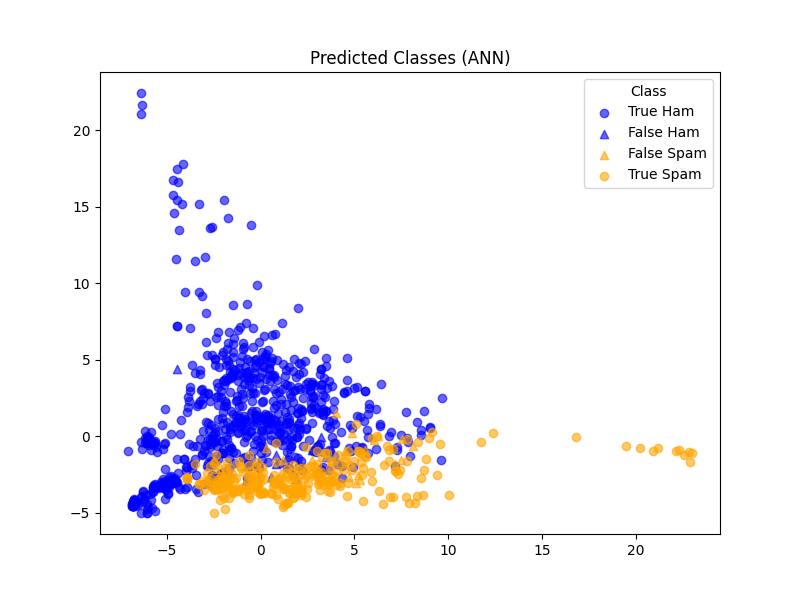 Predicted Classes (ANN)
Class
True Ham
False Ham
False Spam
True Spam
20
15
10
5
0
−5
−5
0
5
10
15
20